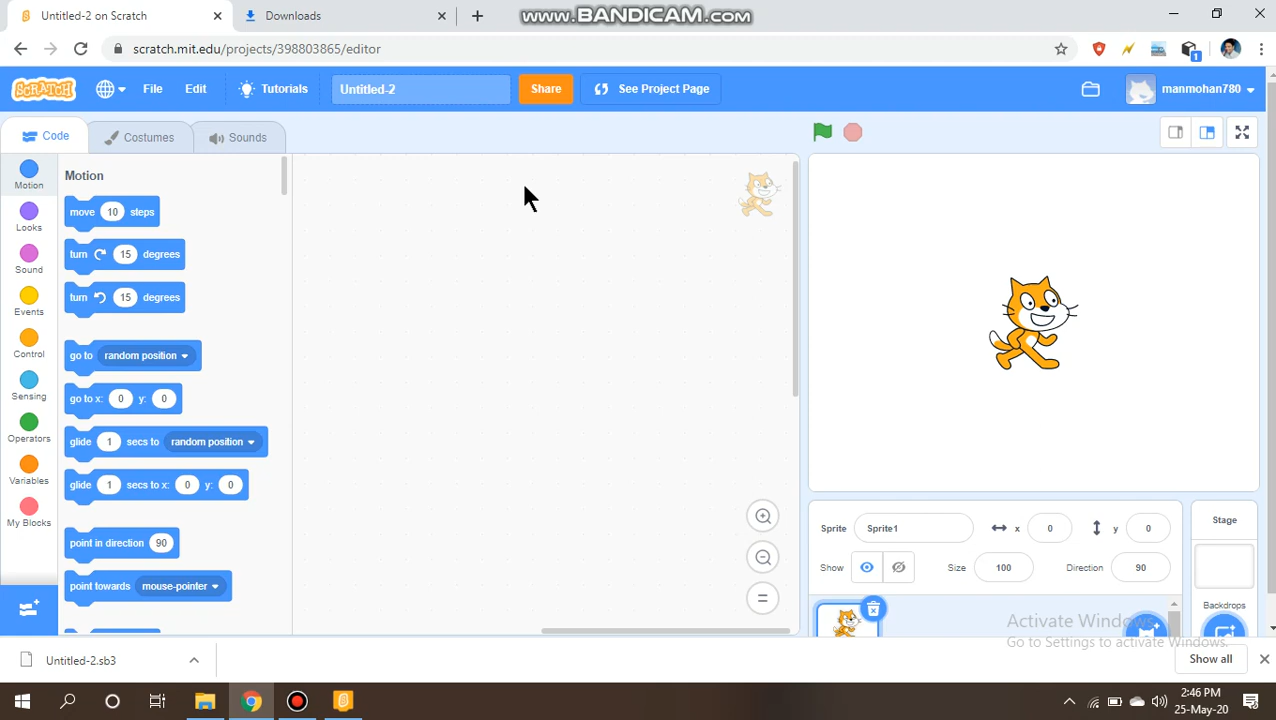 Untitled-2 on Scratch
Downloads
www.BANDICAM.com
scratch.mit.edu/projects/398803865/editor
1
SCRATCH
File
Edit
Tutorials
Untitled-2
Share
See Project Page
manmohan780
Code
Costumes
Sounds
Motion
Looks
Sound
Events
Control
Sensing
Operators
Variables
My Blocks
Motion
move 10 steps
turn 15 degrees
turn 15 degrees
go to random position
go to x: 0 y: 0
glide 1 secs to random position
glide 1 secs to x: 0 y: 0
point in direction 90
point towards mouse-pointer
Sprite Sprite1 x 0 y 0
Show Size 100 Direction 90
Stage
Backdrops
Activate Windows
Go to Settings to activate Windows.
Untitled-2.sb3
Show all
2:46 PM
25-May-20